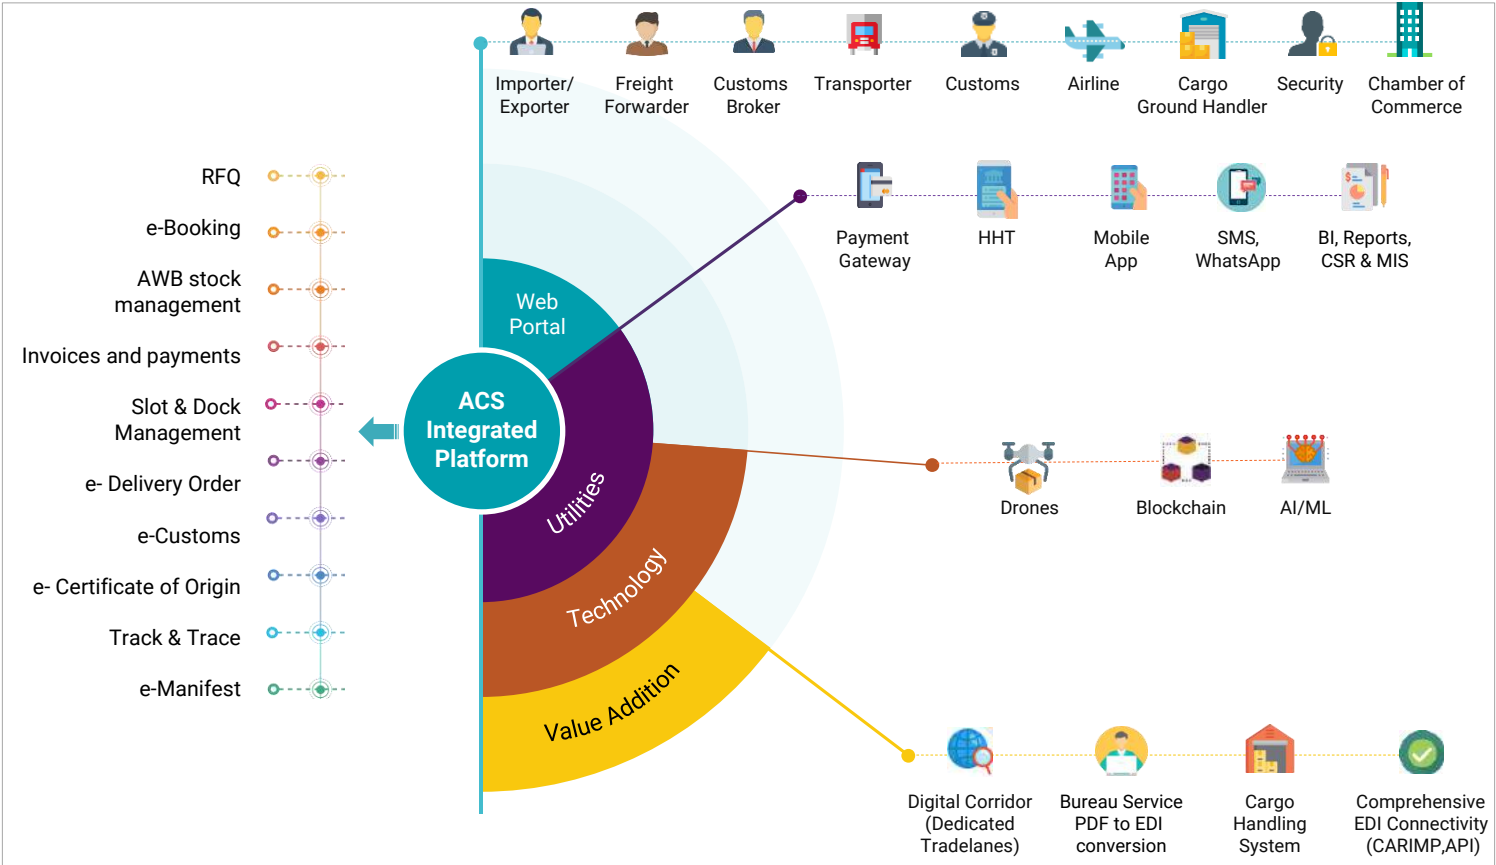 Importer/
Exporter
Freight
Forwarder
Customs
Broker
Transporter
Customs
Airline
Cargo
Ground Handler
Security
Chamber of
Commerce
RFQ
e-Booking
AWB stock
management
Invoices and payments
Slot & Dock
Management
e- Delivery Order
e-Customs
e- Certificate of Origin
Track & Trace
e-Manifest
ACS
Integrated
Platform
Web
Portal
Utilities
Technology
Value Addition
Payment
Gateway
HHT
Mobile
App
SMS,
WhatsApp
BI, Reports,
CSR & MIS
Drones
Blockchain
AI/ML
Digital Corridor
(Dedicated
Tradelanes)
Bureau Service
PDF to EDI
conversion
Cargo
Handling
System
Comprehensive
EDI Connectivity
(CARIMP,API)